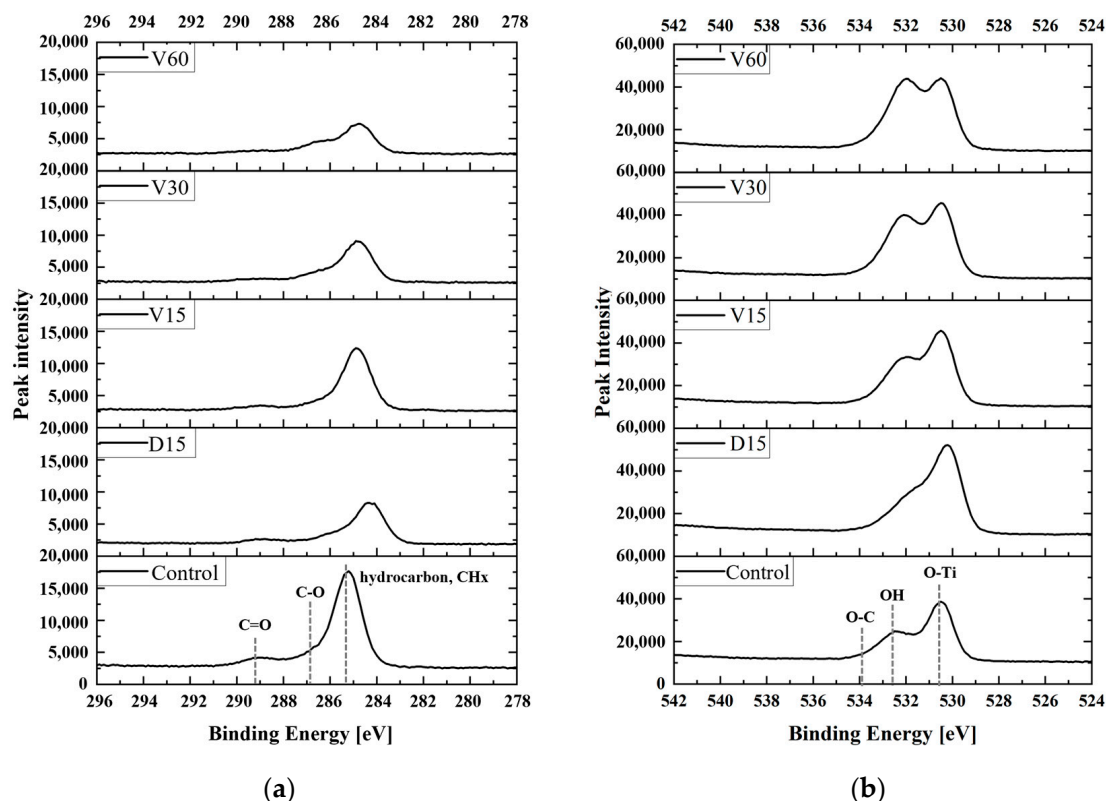 296 294 292 290 288 286 284 282 280 278
20,000
V60
15,000
10,000
5,000
20,000
V30
15,000
10,000
5,000
20,000
V15
15,000
10,000
5,000
20,000
D15
15,000
10,000
5,000
20,000
Control
hydrocarbon, CHx
15,000
C-O
10,000
C=O
5,000
0
296 294 292 290 288 286 284 282 280 278
Peak intensity
Binding Energy [eV]
(a)
542 540 538 536 534 532 530 528 526 524
60,000
V60
40,000
20,000
60,000
V30
40,000
20,000
60,000
V15
40,000
20,000
60,000
D15
40,000
20,000
60,000
Control
O-Ti
OH
40,000
O-C
20,000
0
542 540 538 536 534 532 530 528 526 524
Peak Intensity
Binding Energy [eV]
(b)